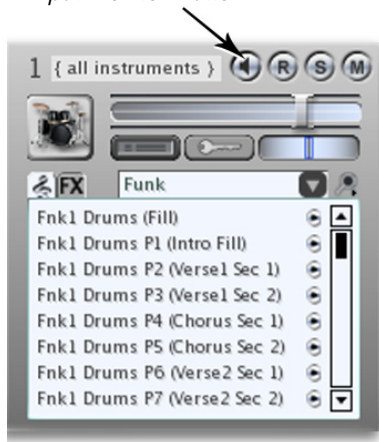 1 { all instruments } R S M
FX Funk
Fnk1 Drums (Fill)
Fnk1 Drums P1 (Intro Fill)
Fnk1 Drums P2 (Verse1 Sec 1)
Fnk1 Drums P3 (Verse1 Sec 2)
Fnk1 Drums P4 (Chorus Sec 1)
Fnk1 Drums P5 (Chorus Sec 2)
Fnk1 Drums P6 (Verse2 Sec 1)
Fnk1 Drums P7 (Verse2 Sec 2)